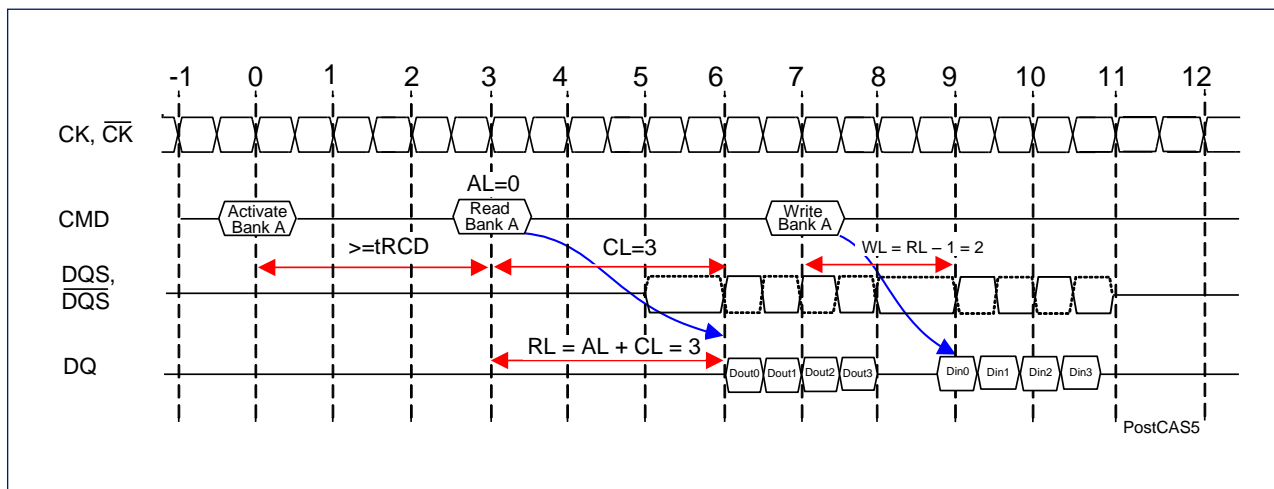 -1 0 1 2 3 4 5 6 7 8 9 10 11 12
CK, CK
AL=0
CMD
Activate
Bank A
Read
Bank A
Write
Bank A
>=tRCD
CL=3
WL = RL – 1 = 2
DQS,
DQS
RL = AL + CL = 3
DQ
Dout0 Dout1 Dout2 Dout3 Din0 Din1 Din2 Din3
PostCAS5